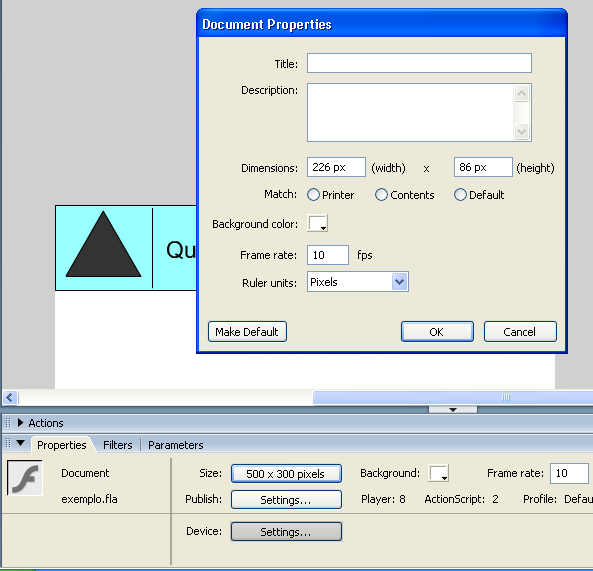 Document Properties
Title:
Description:
Dimensions: 226 px (width) x 86 px (height)
Match: Printer Contents Default
Background color:
Frame rate: 10 fps
Ruler units: Pixels
Make Default OK Cancel
Qu
Actions
Properties Filters Parameters
Document Size: 500 x 300 pixels Background: Frame rate: 10
exemplo.fla Publish: Settings... Player: 8 ActionScript: 2 Profile: Defau
Device: Settings...